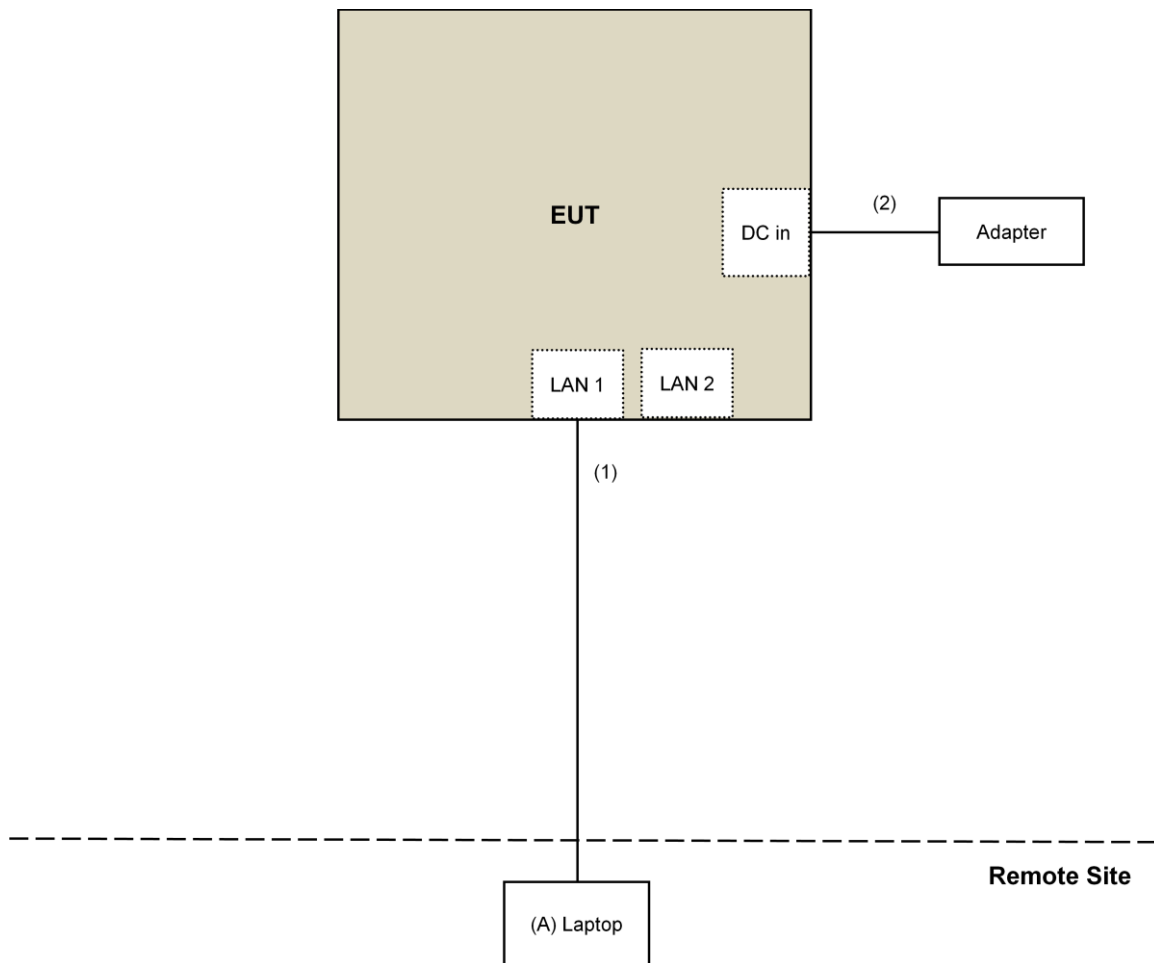 EUT
(2)
DC in
Adapter
LAN 1
LAN 2
(1)
Remote Site
(A) Laptop